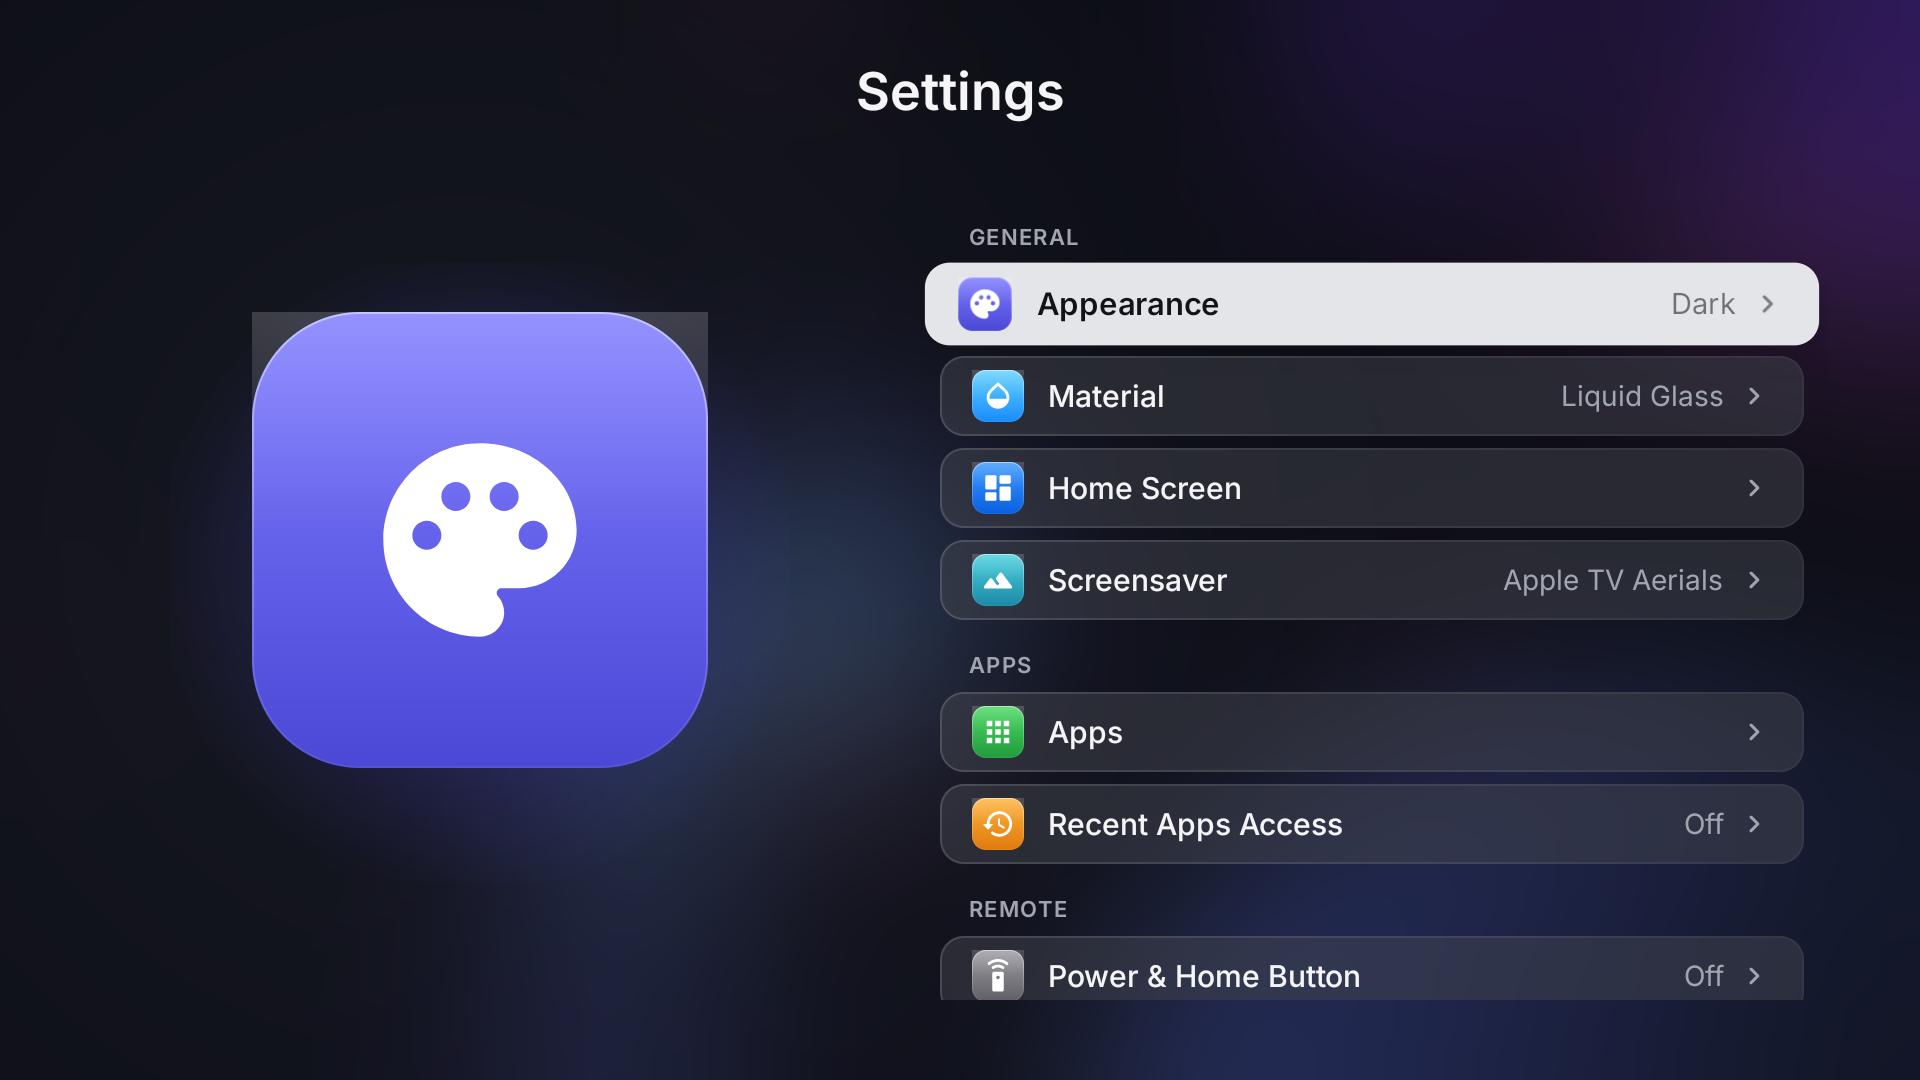 Settings
GENERAL
Appearance Dark
Material Liquid Glass
Home Screen
Screensaver Apple TV Aerials
APPS
Apps
Recent Apps Access Off
REMOTE
Power & Home Button Off